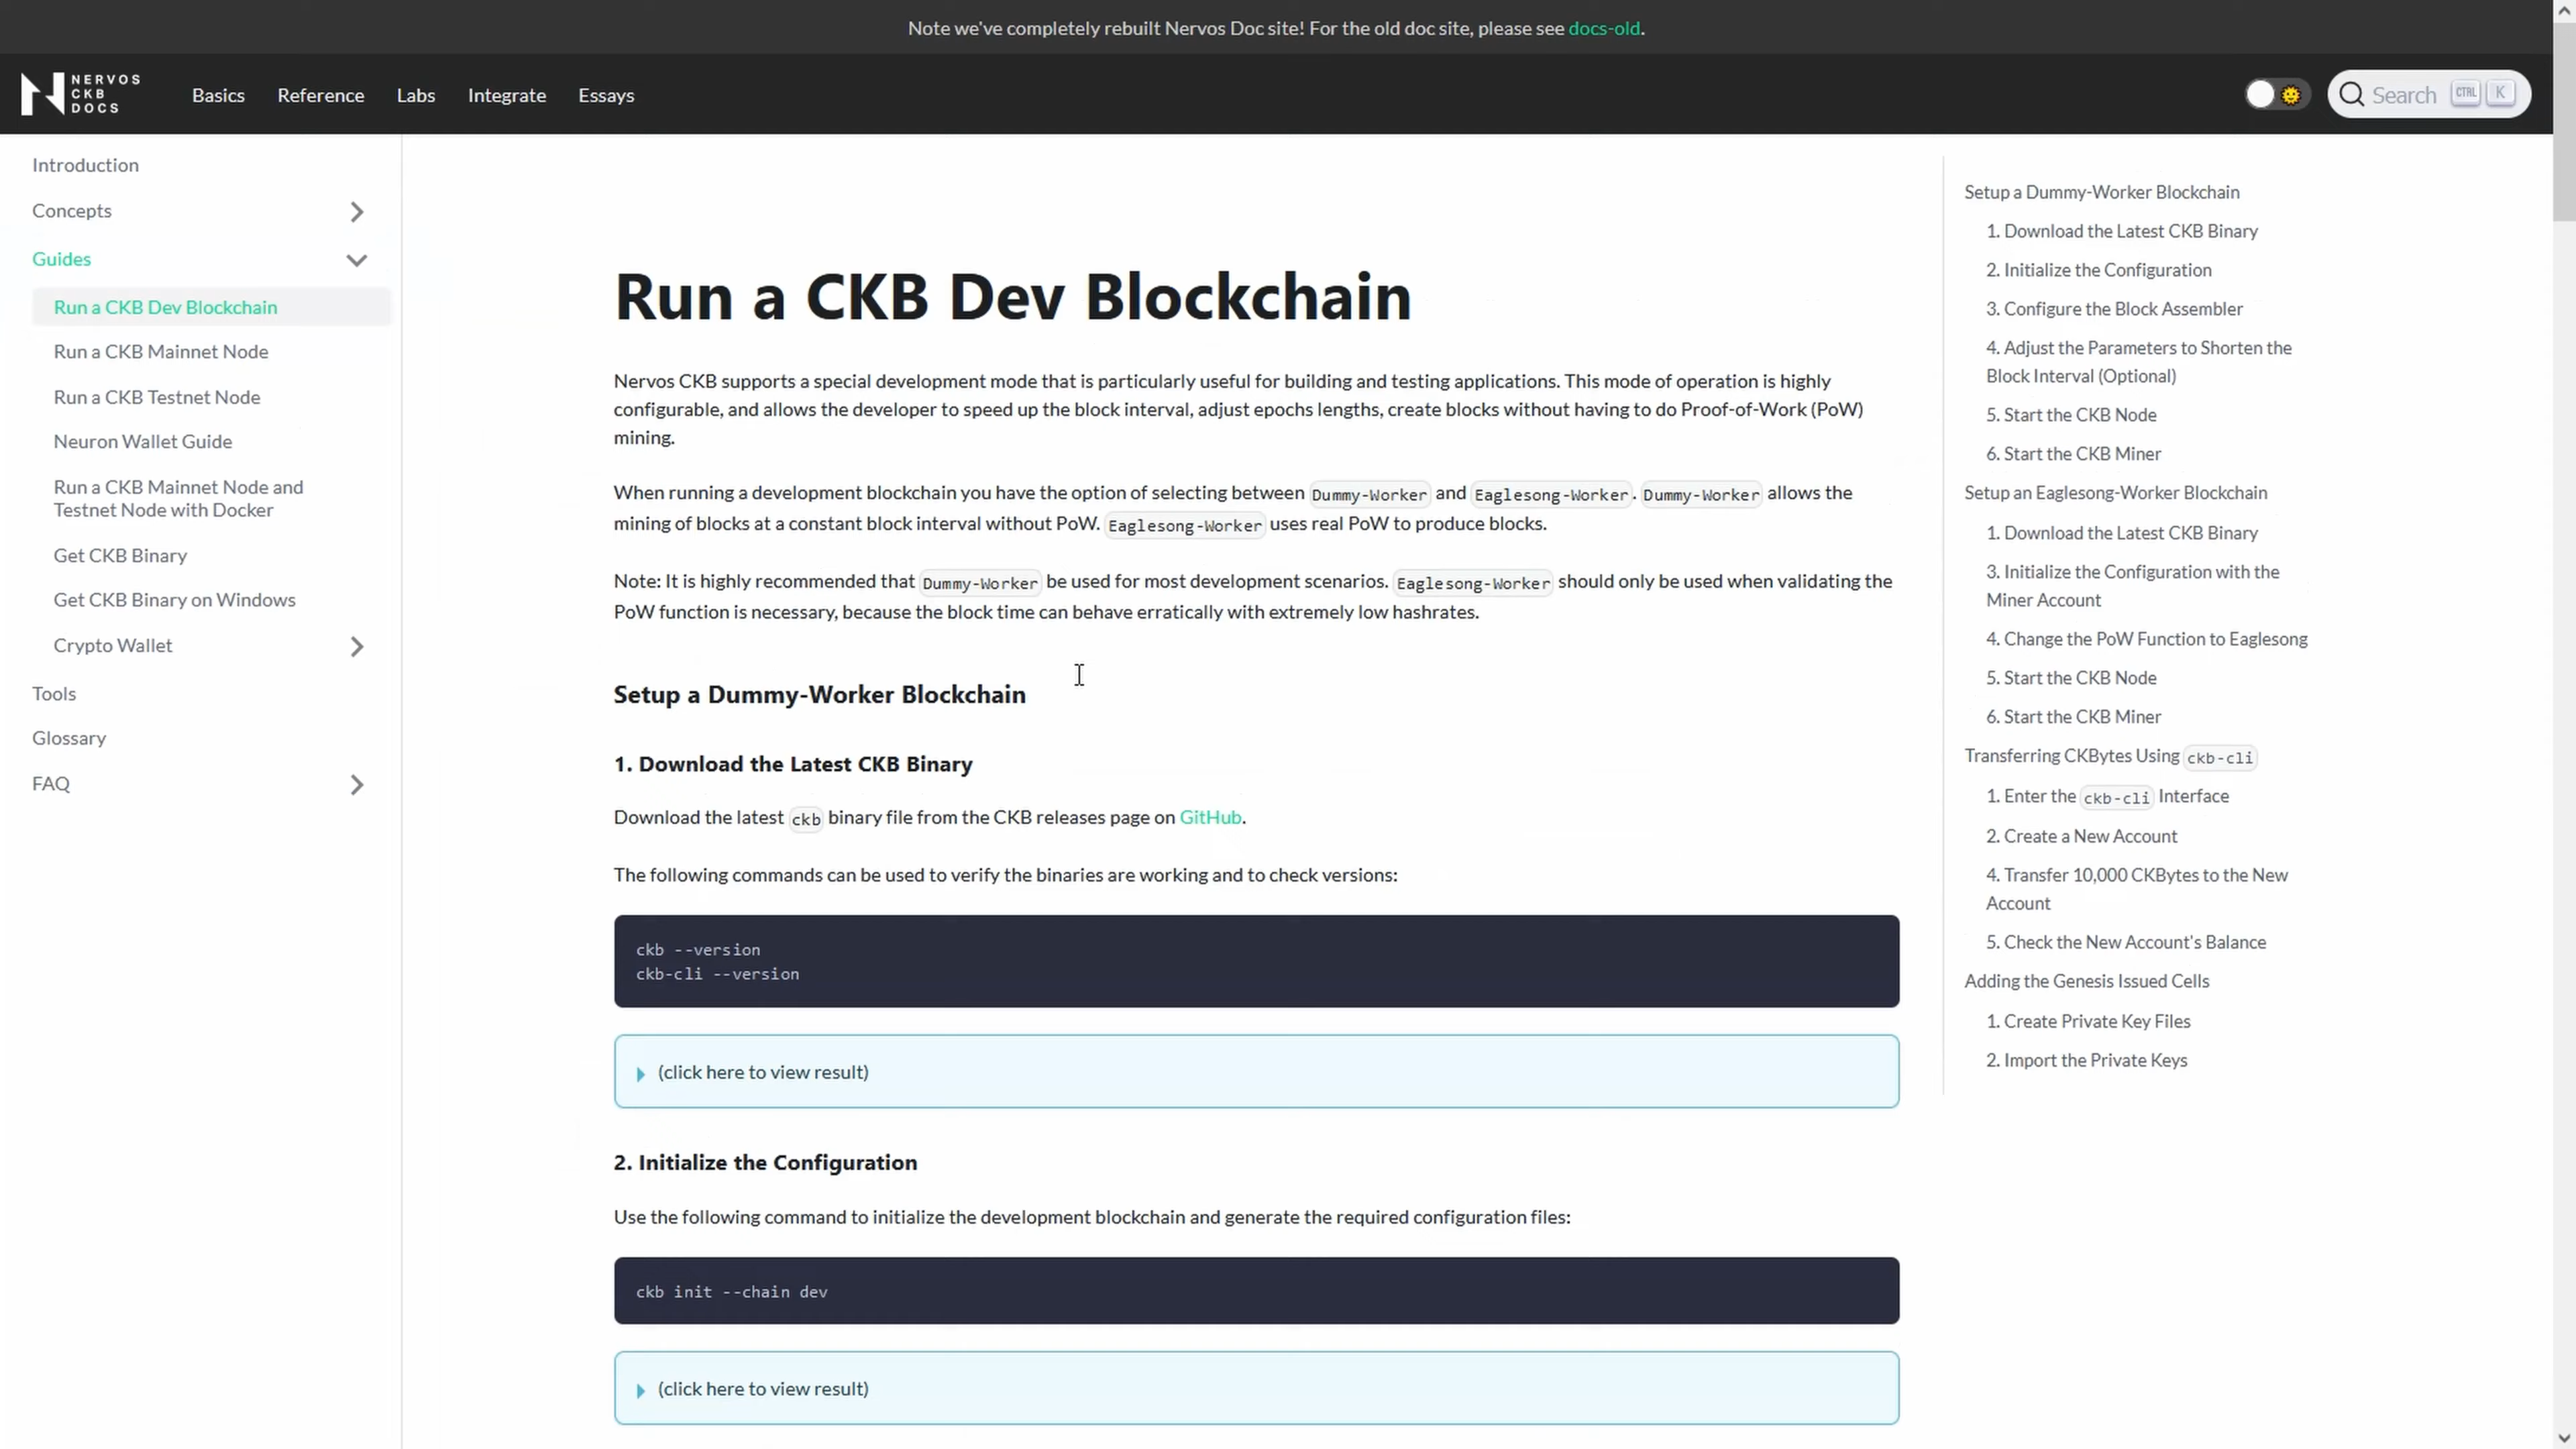 Note we've completely rebuilt Nervos Doc site! For the old doc site, please see docs-old.
NERVOS
CKB
DOCS
Basics
Reference
Labs
Integrate
Essays
Search
CTRL
K
Introduction
Concepts
Guides
Run a CKB Dev Blockchain
Run a CKB Mainnet Node
Run a CKB Testnet Node
Neuron Wallet Guide
Run a CKB Mainnet Node and
Testnet Node with Docker
Get CKB Binary
Get CKB Binary on Windows
Crypto Wallet
Tools
Glossary
FAQ
Run a CKB Dev Blockchain
Nervos CKB supports a special development mode that is particularly useful for building and testing applications. This mode of operation is highly
configurable, and allows the developer to speed up the block interval, adjust epochs lengths, create blocks without having to do Proof-of-Work (PoW)
mining.
When running a development blockchain you have the option of selecting between Dummy-Worker and Eaglesong-Worker. Dummy-Worker allows the
mining of blocks at a constant block interval without PoW. Eaglesong-Worker uses real PoW to produce blocks.
Note: It is highly recommended that Dummy-Worker be used for most development scenarios. Eaglesong-Worker should only be used when validating the
PoW function is necessary, because the block time can behave erratically with extremely low hashrates.
Setup a Dummy-Worker Blockchain
1. Download the Latest CKB Binary
Download the latest ckb binary file from the CKB releases page on GitHub.
The following commands can be used to verify the binaries are working and to check versions:
ckb --version
ckb-cli --version
(click here to view result)
2. Initialize the Configuration
Use the following command to initialize the development blockchain and generate the required configuration files:
ckb init --chain dev
(click here to view result)
Setup a Dummy-Worker Blockchain
1. Download the Latest CKB Binary
2. Initialize the Configuration
3. Configure the Block Assembler
4. Adjust the Parameters to Shorten the
Block Interval (Optional)
5. Start the CKB Node
6. Start the CKB Miner
Setup an Eaglesong-Worker Blockchain
1. Download the Latest CKB Binary
3. Initialize the Configuration with the
Miner Account
4. Change the PoW Function to Eaglesong
5. Start the CKB Node
6. Start the CKB Miner
Transferring CKBytes Using ckb-cli
1. Enter the ckb-cli Interface
2. Create a New Account
4. Transfer 10,000 CKBytes to the New
Account
5. Check the New Account's Balance
Adding the Genesis Issued Cells
1. Create Private Key Files
2. Import the Private Keys